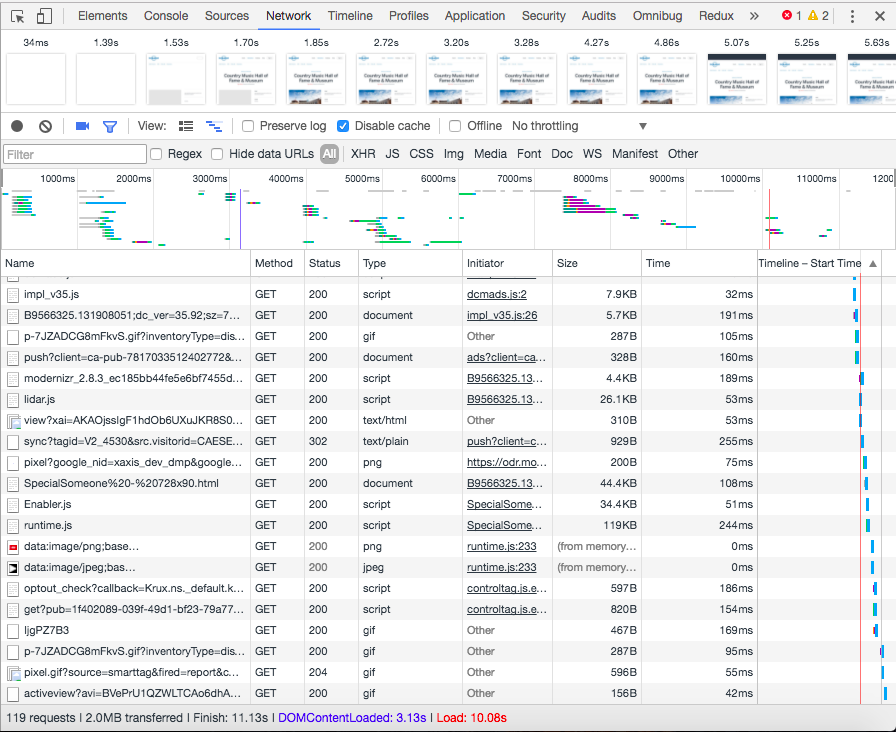 Elements Console Sources Network Timeline Profiles Application Security Audits Omnibug Redux » 1 2
34ms 1.39s 1.53s 1.70s 1.85s 2.72s 3.20s 3.28s 4.27s 4.86s 5.07s 5.25s 5.63s
Country Music Hall of Fame & Museum
View: Preserve log Disable cache Offline No throttling
Filter Regex Hide data URLs All XHR JS CSS Img Media Font Doc WS Manifest Other
1000ms 2000ms 3000ms 4000ms 5000ms 6000ms 7000ms 8000ms 9000ms 10000ms 11000ms 1200
Name Method Status Type Initiator Size Time Timeline – Start Time
impl_v35.js GET 200 script dcmads.js:2 7.9KB 32ms
B9566325.131908051;dc_ver=35.92;sz=7... GET 200 document impl_v35.js:26 5.7KB 191ms
p-7JZADCG8mFkvS.gif?inventoryType=dis... GET 200 gif Other 287B 105ms
push?client=ca-pub-7817033512402772&... GET 200 document ads?client=ca... 328B 160ms
modernizr_2.8.3_ec185bb44fe5e6bf7455d... GET 200 script B9566325.13... 4.4KB 189ms
lidar.js GET 200 script B9566325.13... 26.1KB 53ms
view?xai=AKAOjssIgF1hdOb6UXuJKR8S0... GET 200 text/html Other 310B 53ms
sync?tagid=V2_4530&src.visitorid=CAESE... GET 302 text/plain push?client=c... 929B 255ms
pixel?google_nid=xaxis_dev_dmp&google... GET 200 png https://odr.mo... 200B 75ms
SpecialSomeone%20-%20728x90.html GET 200 document B9566325.13... 44.4KB 108ms
Enabler.js GET 200 script SpecialSome... 34.4KB 51ms
runtime.js GET 200 script SpecialSome... 119KB 244ms
data:image/png;base... GET 200 png runtime.js:233 (from memory... 0ms
data:image/jpeg;bas... GET 200 jpeg runtime.js:233 (from memory... 0ms
optout_check?callback=Krux.ns._default.k... GET 200 script controltag.js.e... 597B 186ms
get?pub=1f402089-039f-49d1-bf23-79a77... GET 200 script controltag.js.e... 820B 154ms
IjgPZ7B3 GET 200 gif Other 467B 169ms
p-7JZADCG8mFkvS.gif?inventoryType=dis... GET 200 gif Other 287B 95ms
pixel.gif?source=smarttag&fired=report&c... GET 204 gif Other 596B 55ms
activeview?avi=BVePrU1QZWLTCAo6dhA... GET 200 gif Other 156B 42ms
119 requests | 2.0MB transferred | Finish: 11.13s | DOMContentLoaded: 3.13s | Load: 10.08s